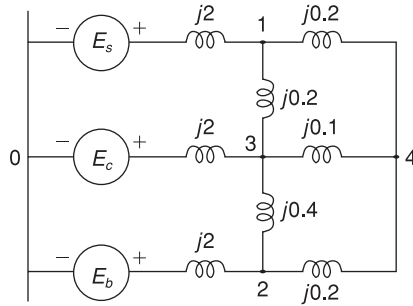 j2 1 j0.2
− E_s +
j0.2
j2 3 j0.1
0 − E_c + 4
j0.4
j2
− E_b + 2 j0.2